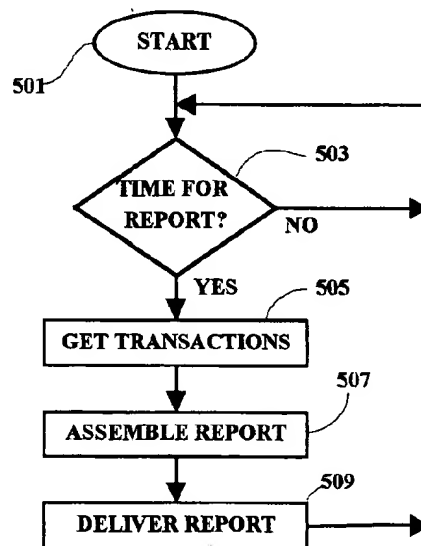 START
501
503
TIME FOR
REPORT?
NO
YES
505
GET TRANSACTIONS
507
ASSEMBLE REPORT
509
DELIVER REPORT